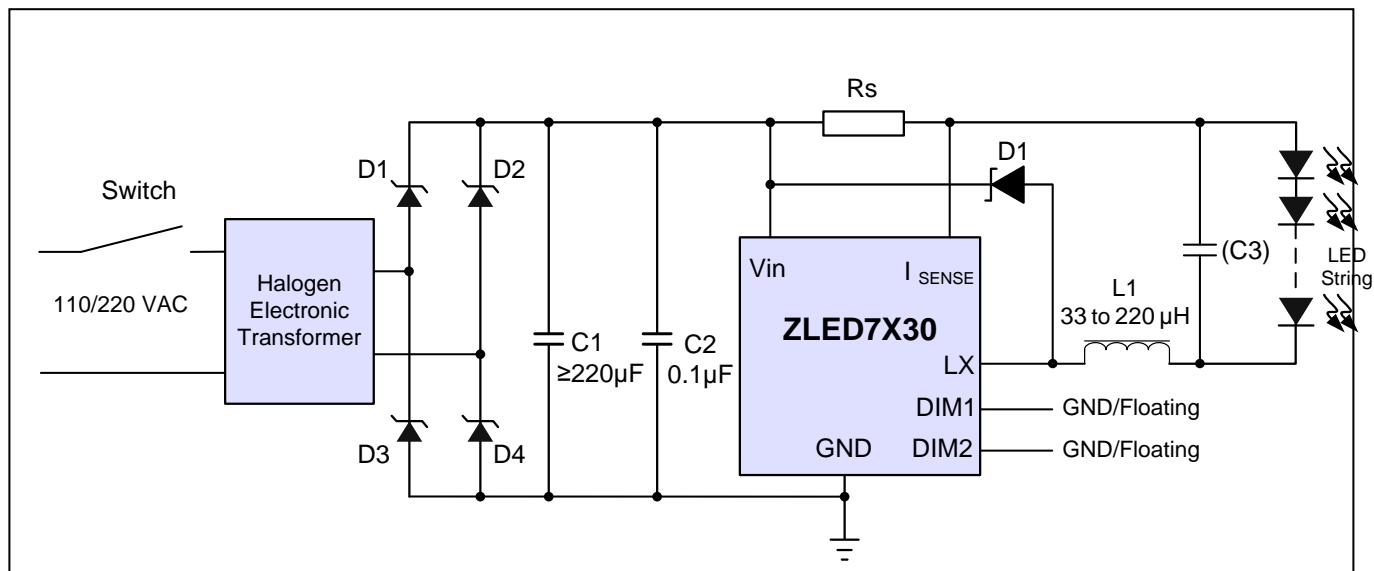 Rs
D1
D2
D1
Switch
Halogen
Electronic
Transformer
110/220 VAC
Vin
I SENSE
ZLED7X30
(C3)
LED
String
L1
33 to 220 µH
C1
≥220µF
C2
0.1µF
LX
DIM1
GND/Floating
D3
D4
GND
DIM2
GND/Floating